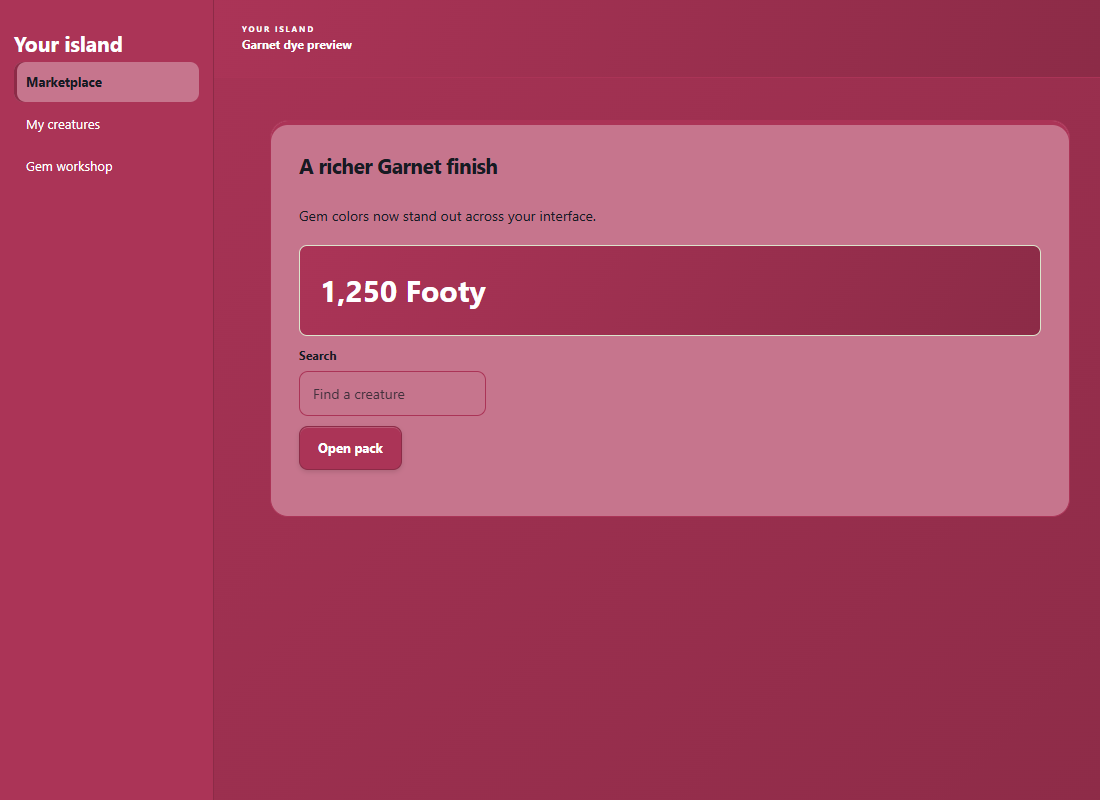 Your island
Marketplace
My creatures
Gem workshop
YOUR ISLAND
Garnet dye preview
A richer Garnet finish
Gem colors now stand out across your interface.
1,250 Footy
Search
Find a creature
Open pack